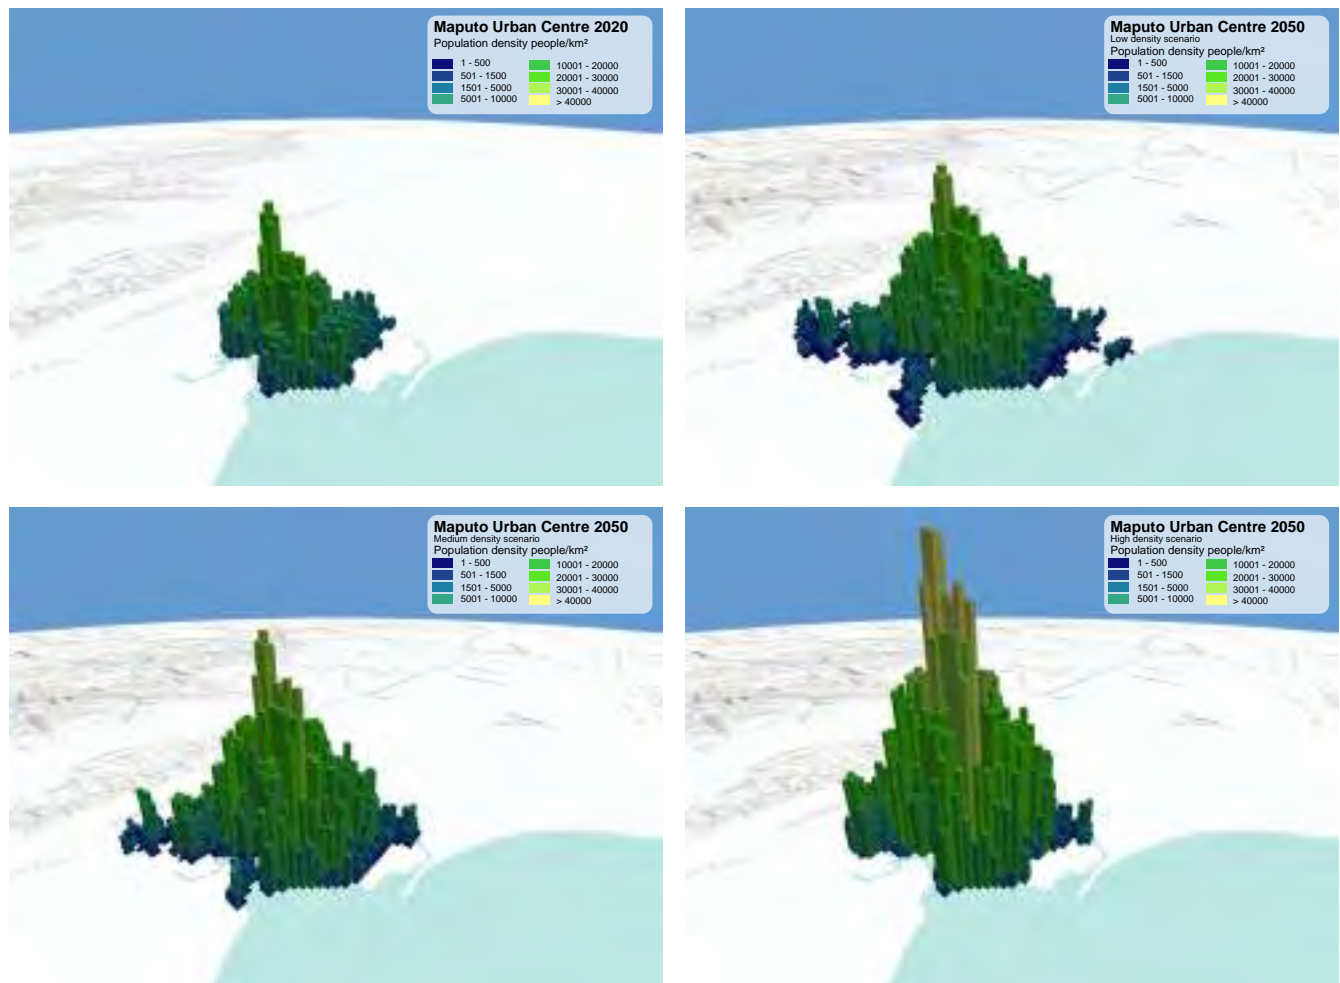 Maputo Urban Centre 2020
Population density people/km²
1 - 500
501 - 1500
1501 - 5000
5001 - 10000
10001 - 20000
20001 - 30000
30001 - 40000
> 40000
Maputo Urban Centre 2050
Low density scenario
Population density people/km²
1 - 500
501 - 1500
1501 - 5000
5001 - 10000
10001 - 20000
20001 - 30000
30001 - 40000
> 40000
Maputo Urban Centre 2050
Medium density scenario
Population density people/km²
1 - 500
501 - 1500
1501 - 5000
5001 - 10000
10001 - 20000
20001 - 30000
30001 - 40000
> 40000
Maputo Urban Centre 2050
High density scenario
Population density people/km²
1 - 500
501 - 1500
1501 - 5000
5001 - 10000
10001 - 20000
20001 - 30000
30001 - 40000
> 40000